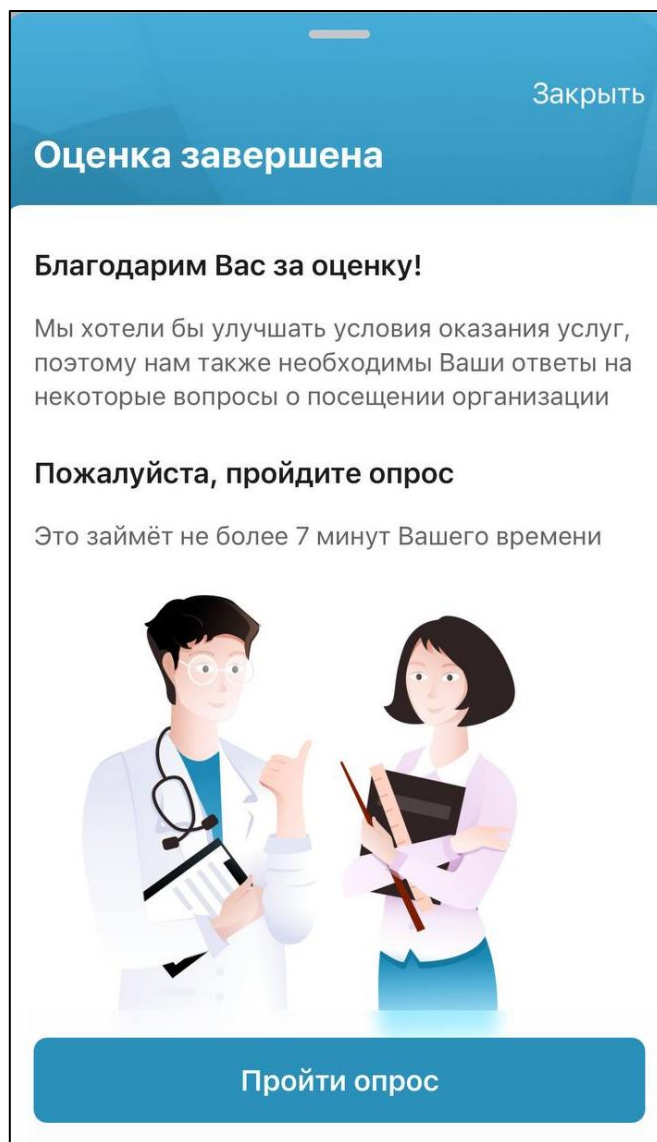 Закрыть
Оценка завершена
Благодарим Вас за оценку!
Мы хотели бы улучшать условия оказания услуг,
поэтому нам также необходимы Ваши ответы на
некоторые вопросы о посещении организации
Пожалуйста, пройдите опрос
Это займёт не более 7 минут Вашего времени
Пройти опрос